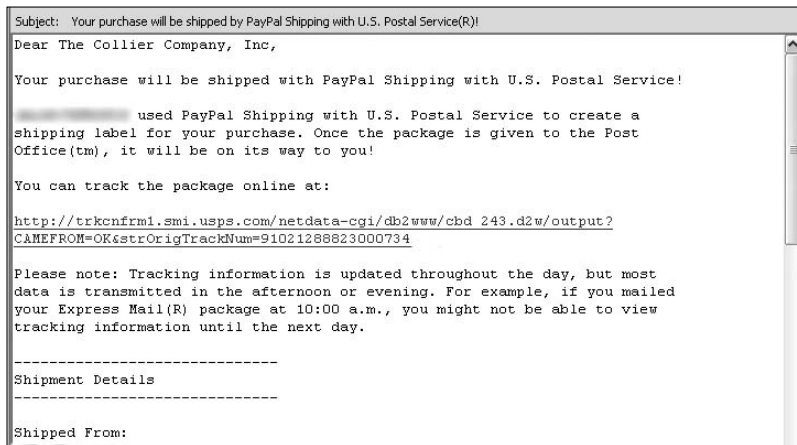 Subject: Your purchase will be shipped by PayPal Shipping with U.S. Postal Service(R)!
Dear The Collier Company, Inc,
Your purchase will be shipped with PayPal Shipping with U.S. Postal Service!
used PayPal Shipping with U.S. Postal Service to create a
shipping label for your purchase. Once the package is given to the Post
Office(tm), it will be on its way to you!
You can track the package online at:
http://trkcnfrm1.smi.usps.com/netdata-cgi/db2www/cbd_243.d2w/output?
CAMEFROM=OK&strOrigTrackNum=91021288823000734
Please note: Tracking information is updated throughout the day, but most
data is transmitted in the afternoon or evening. For example, if you mailed
your Express Mail(R) package at 10:00 a.m., you might not be able to view
tracking information until the next day.
------------------------------
Shipment Details
------------------------------
Shipped From: